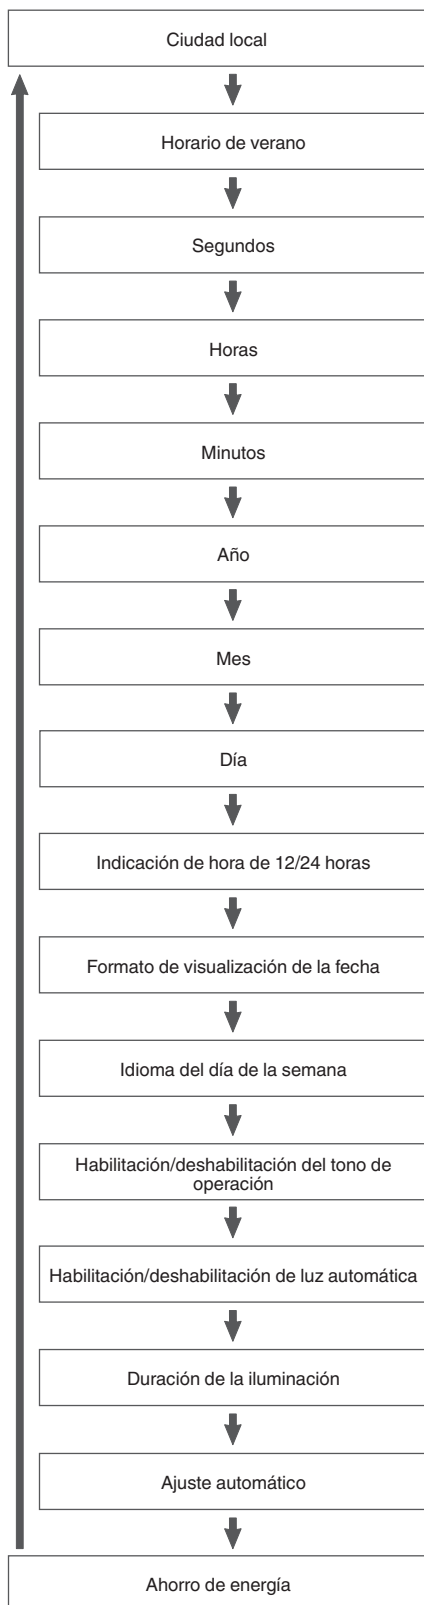 Ciudad local
Horario de verano
Segundos
Horas
Minutos
Año
Mes
Día
Indicación de hora de 12/24 horas
Formato de visualización de la fecha
Idioma del día de la semana
Habilitación/deshabilitación del tono de
operación
Habilitación/deshabilitación de luz automática
Duración de la iluminación
Ajuste automático
Ahorro de energía